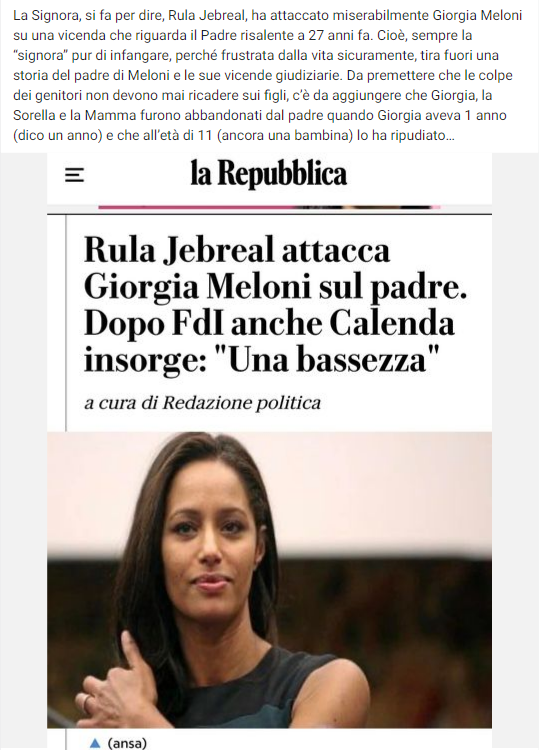 La Signora, si fa per dire, Rula Jebreal, ha attaccato miserabilmente Giorgia Meloni
su una vicenda che riguarda il Padre risalente a 27 anni fa. Cioè, sempre la
“signora” pur di infangare, perché frustrata dalla vita sicuramente, tira fuori una
storia del padre di Meloni e le sue vicende giudiziarie. Da premettere che le colpe
dei genitori non devono mai ricadere sui figli, c’è da aggiungere che Giorgia, la
Sorella e la Mamma furono abbandonati dal padre quando Giorgia aveva 1 anno
(dico un anno) e che all’età di 11 (ancora una bambina) lo ha ripudiato…
la Repubblica
Rula Jebreal attacca
Giorgia Meloni sul padre.
Dopo FdI anche Calenda
insorge: "Una bassezza"
a cura di Redazione politica
(ansa)